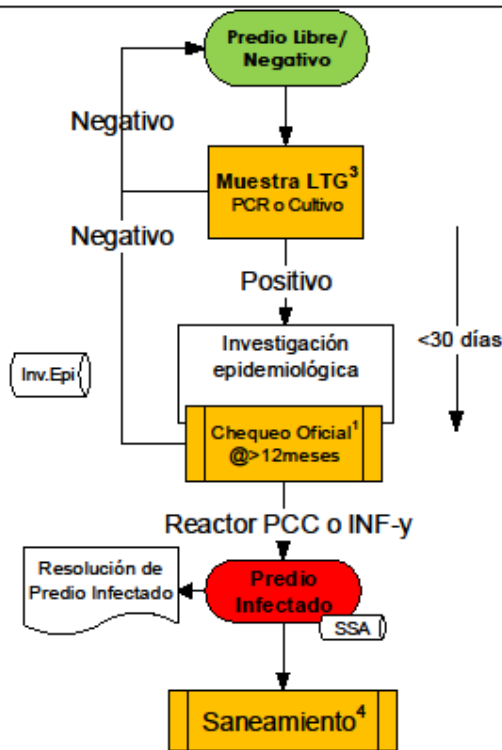 Predio Libre/
Negativo
Negativo
Muestra LTG³
PCR o Cultivo
Negativo
Positivo
<30 días
Investigación
epidemiológica
Inv.Epi
Chequeo Oficial¹
@>12meses
Reactor PCC o INF-y
Resolución de
Predio Infectado
Predio
Infectado
SSA
Saneamiento⁴